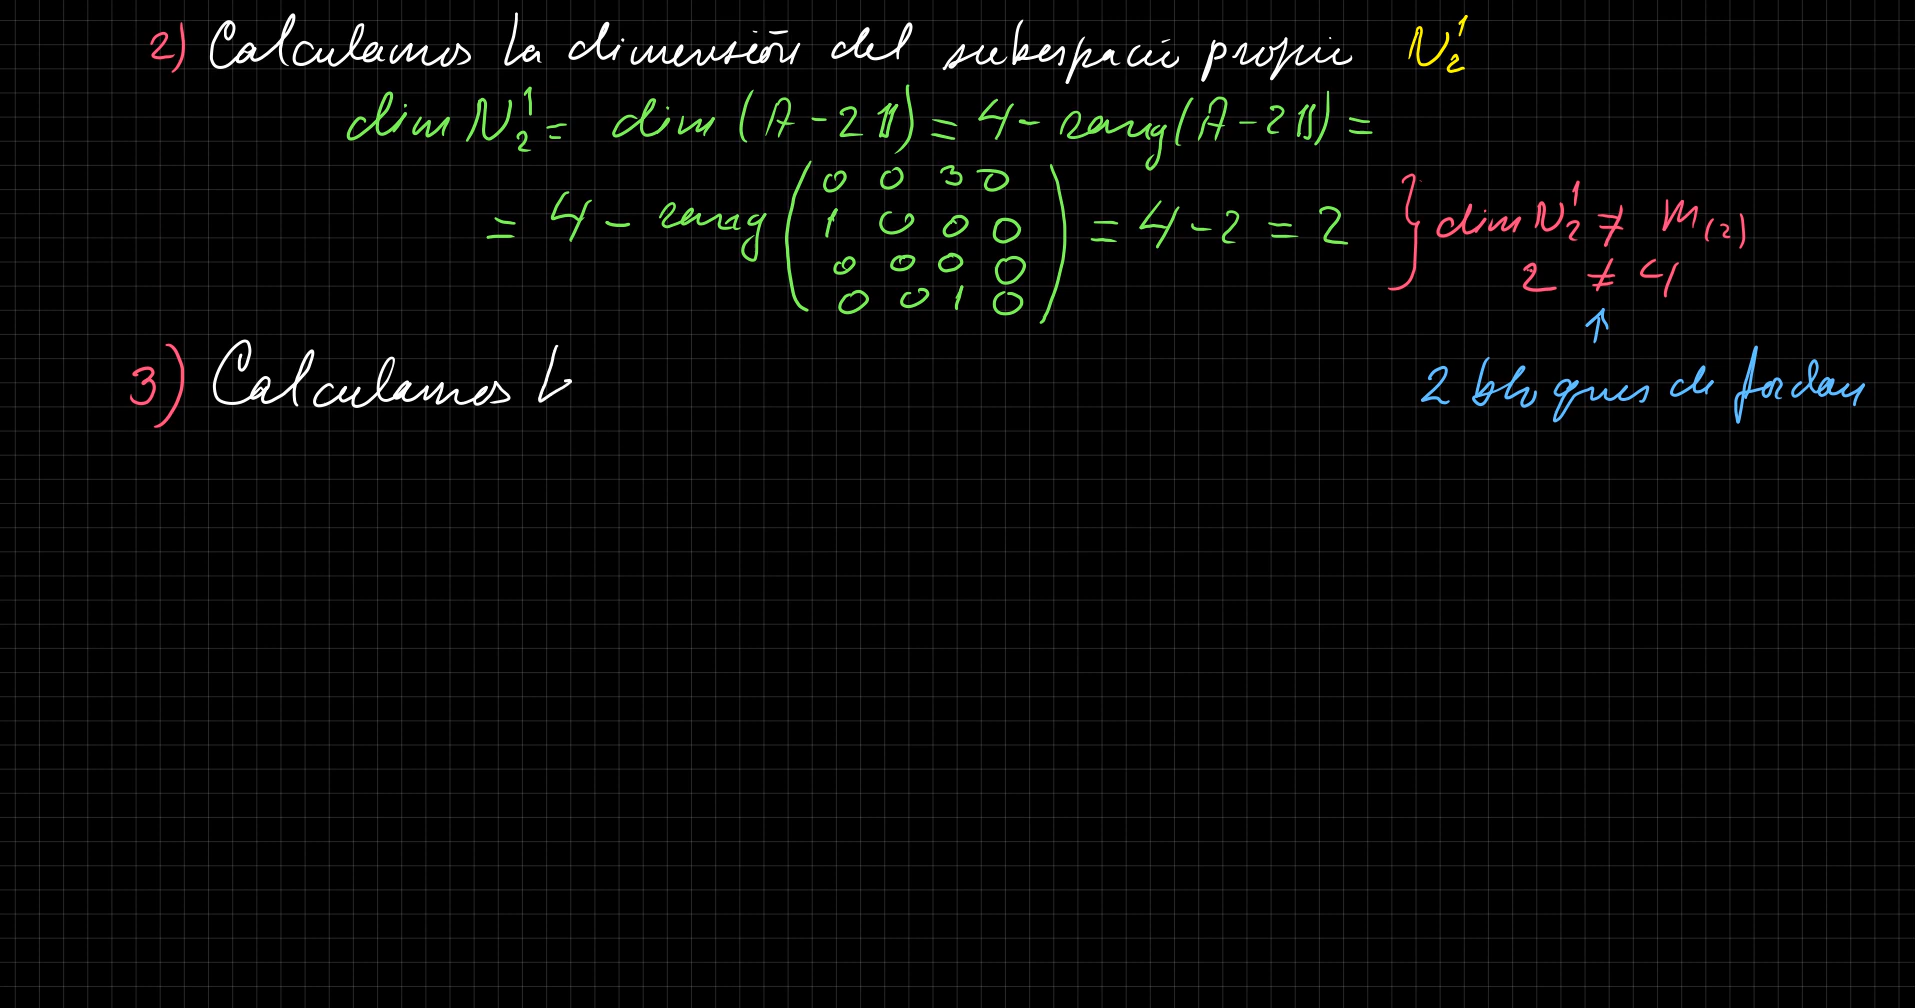 2) Calculamos la dimensión del subespacio propio N₂¹
dim N₂¹ = dim (A - 2𝟙) = 4 - rang (A - 2𝟙) =
= 4 - rang ( 0 0 3 0
1 0 0 0
0 0 0 0
0 0 1 0 ) = 4 - 2 = 2 } dim N₂¹ ≠ m(2)
2 ≠ 4
↑
2 bloques de Jordan
3) Calculamos l